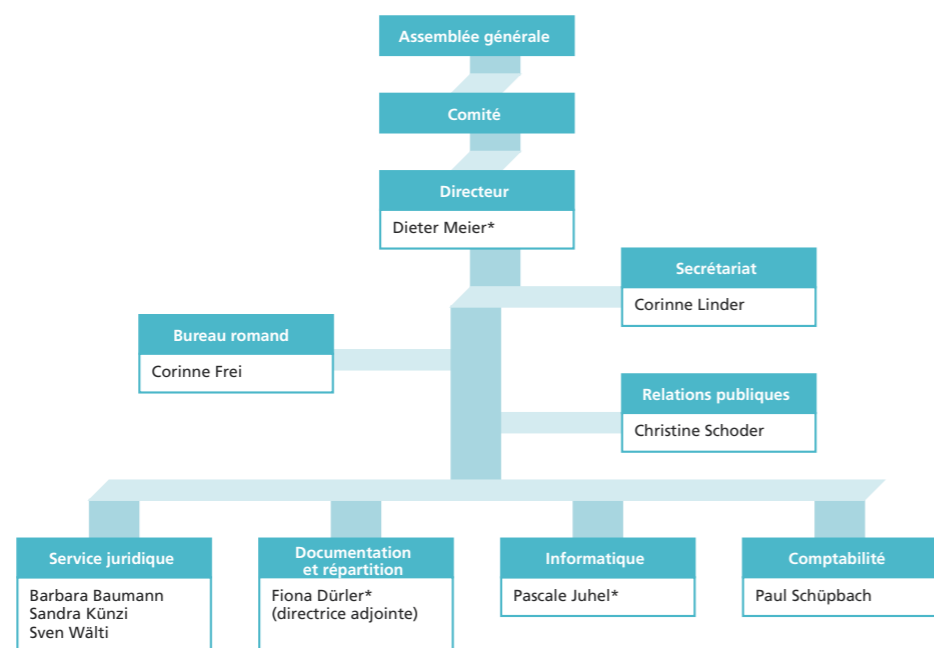 Assemblée générale
Comité
Directeur
Dieter Meier*
Secrétariat
Corinne Linder
Bureau romand
Corinne Frei
Relations publiques
Christine Schoder
Service juridique
Barbara Baumann
Sandra Künzi
Sven Wälti
Documentation
et répartition
Fiona Dürler*
(directrice adjointe)
Informatique
Pascale Juhel*
Comptabilité
Paul Schüpbach